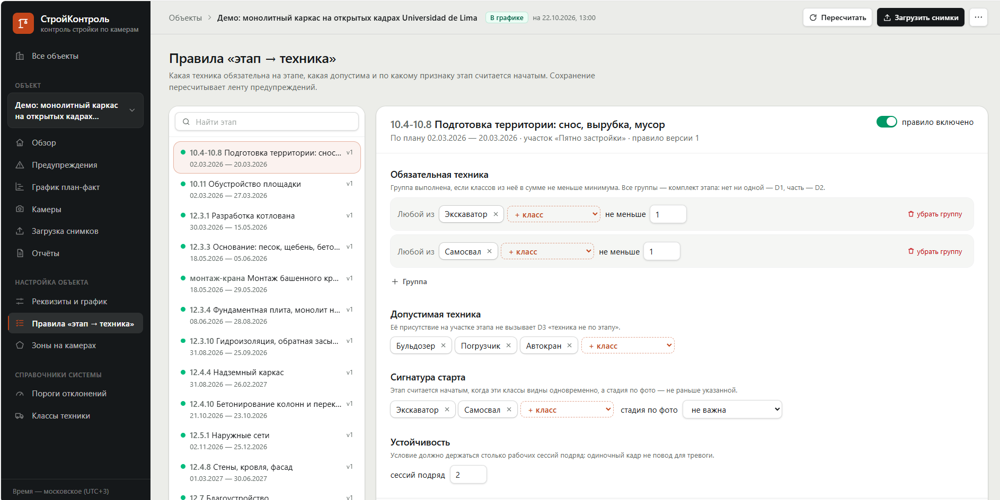 СтройКонтроль
контроль стройки по камерам
Все объекты
ОБЪЕКТ
Демо: монолитный каркас
на открытых кадрах...
Обзор
Предупреждения
График план-факт
Камеры
Загрузка снимков
Отчёты
НАСТРОЙКА ОБЪЕКТА
Реквизиты и график
Правила «этап → техника»
Зоны на камерах
СПРАВОЧНИКИ СИСТЕМЫ
Пороги отклонений
Классы техники
Время — московское (UTC+3)
Объекты > Демо: монолитный каркас на открытых кадрах Universidad de Lima В графике на 22.10.2026, 13:00
Пересчитать
Загрузить снимки
...
Правила «этап → техника»
Какая техника обязательна на этапе, какая допустима и по какому признаку этап считается начатым. Сохранение
пересчитывает ленту предупреждений.
Найти этап
10.4-10.8 Подготовка территории: снос... v1
02.03.2026 — 20.03.2026
10.11 Обустройство площадки v1
02.03.2026 — 27.03.2026
12.3.1 Разработка котлована v1
30.03.2026 — 15.05.2026
12.3.3 Основание: песок, щебень, бето... v1
18.05.2026 — 05.06.2026
монтаж-крана Монтаж башенного кр... v1
18.05.2026 — 29.05.2026
12.3.4 Фундаментная плита, монолит н... v1
08.06.2026 — 28.08.2026
12.3.10 Гидроизоляция, обратная засы... v1
31.08.2026 — 25.09.2026
12.4.4 Надземный каркас v1
31.08.2026 — 26.02.2027
12.4.10 Бетонирование колонн и перек... v1
21.10.2026 — 23.10.2026
12.5.1 Наружные сети v1
02.11.2026 — 25.12.2026
12.4.8 Стены, кровля, фасад v1
01.03.2027 — 30.06.2027
12.7 Благоустройство v1
10.4-10.8 Подготовка территории: снос, вырубка, мусор
правило включено
По плану 02.03.2026 — 20.03.2026 · участок «Пятно застройки» · правило версии 1
Обязательная техника
Группа выполнена, если классов из неё в сумме не меньше минимума. Все группы — комплект этапа: нет ни одной — D1, часть — D2.
Любой из Экскаватор × + класс не меньше 1 убрать группу
Любой из Самосвал × + класс не меньше 1 убрать группу
+ Группа
Допустимая техника
Её присутствие на участке этапа не вызывает D3 «техника не по этапу».
Бульдозер × Погрузчик × Автокран × + класс
Сигнатура старта
Этап считается начатым, когда эти классы видны одновременно, а стадия по фото — не раньше указанной.
Экскаватор × Самосвал × + класс стадия по фото не важна
Устойчивость
Условие должно держаться столько рабочих сессий подряд: одиночный кадр не повод для тревоги.
сессий подряд 2